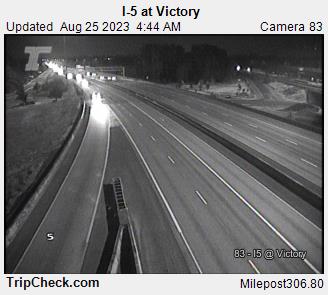 I-5 at Victory
Updated Aug 25 2023 4:44 AM Camera 83
S
83 - I5 @ Victory
TripCheck.com Milepost306.80